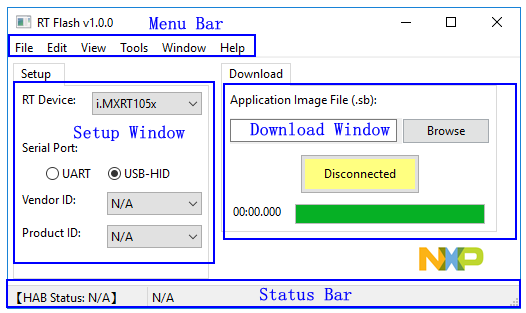 RT Flash v1.0.0
Menu Bar
File Edit View Tools Window Help
Setup
RT Device: i.MXRT105x
Setup Window
Serial Port:
UART USB-HID
Vendor ID: N/A
Product ID: N/A
Download
Application Image File (.sb):
Download Window Browse
Disconnected
00:00.000
NXP
【HAB Status: N/A】 N/A
Status Bar